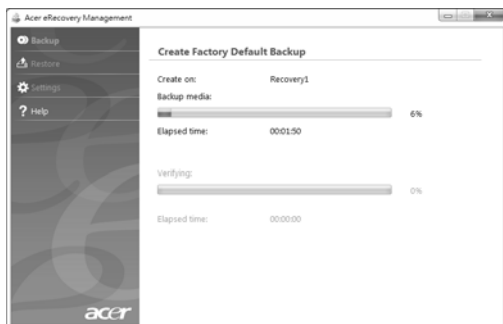 Acer eRecovery Management
Backup
Restore
Settings
Help
Create Factory Default Backup
Create on: Recovery1
Backup media:
6%
Elapsed time: 00:01:50
Verifying:
0%
Elapsed time: 00:00:00
acer